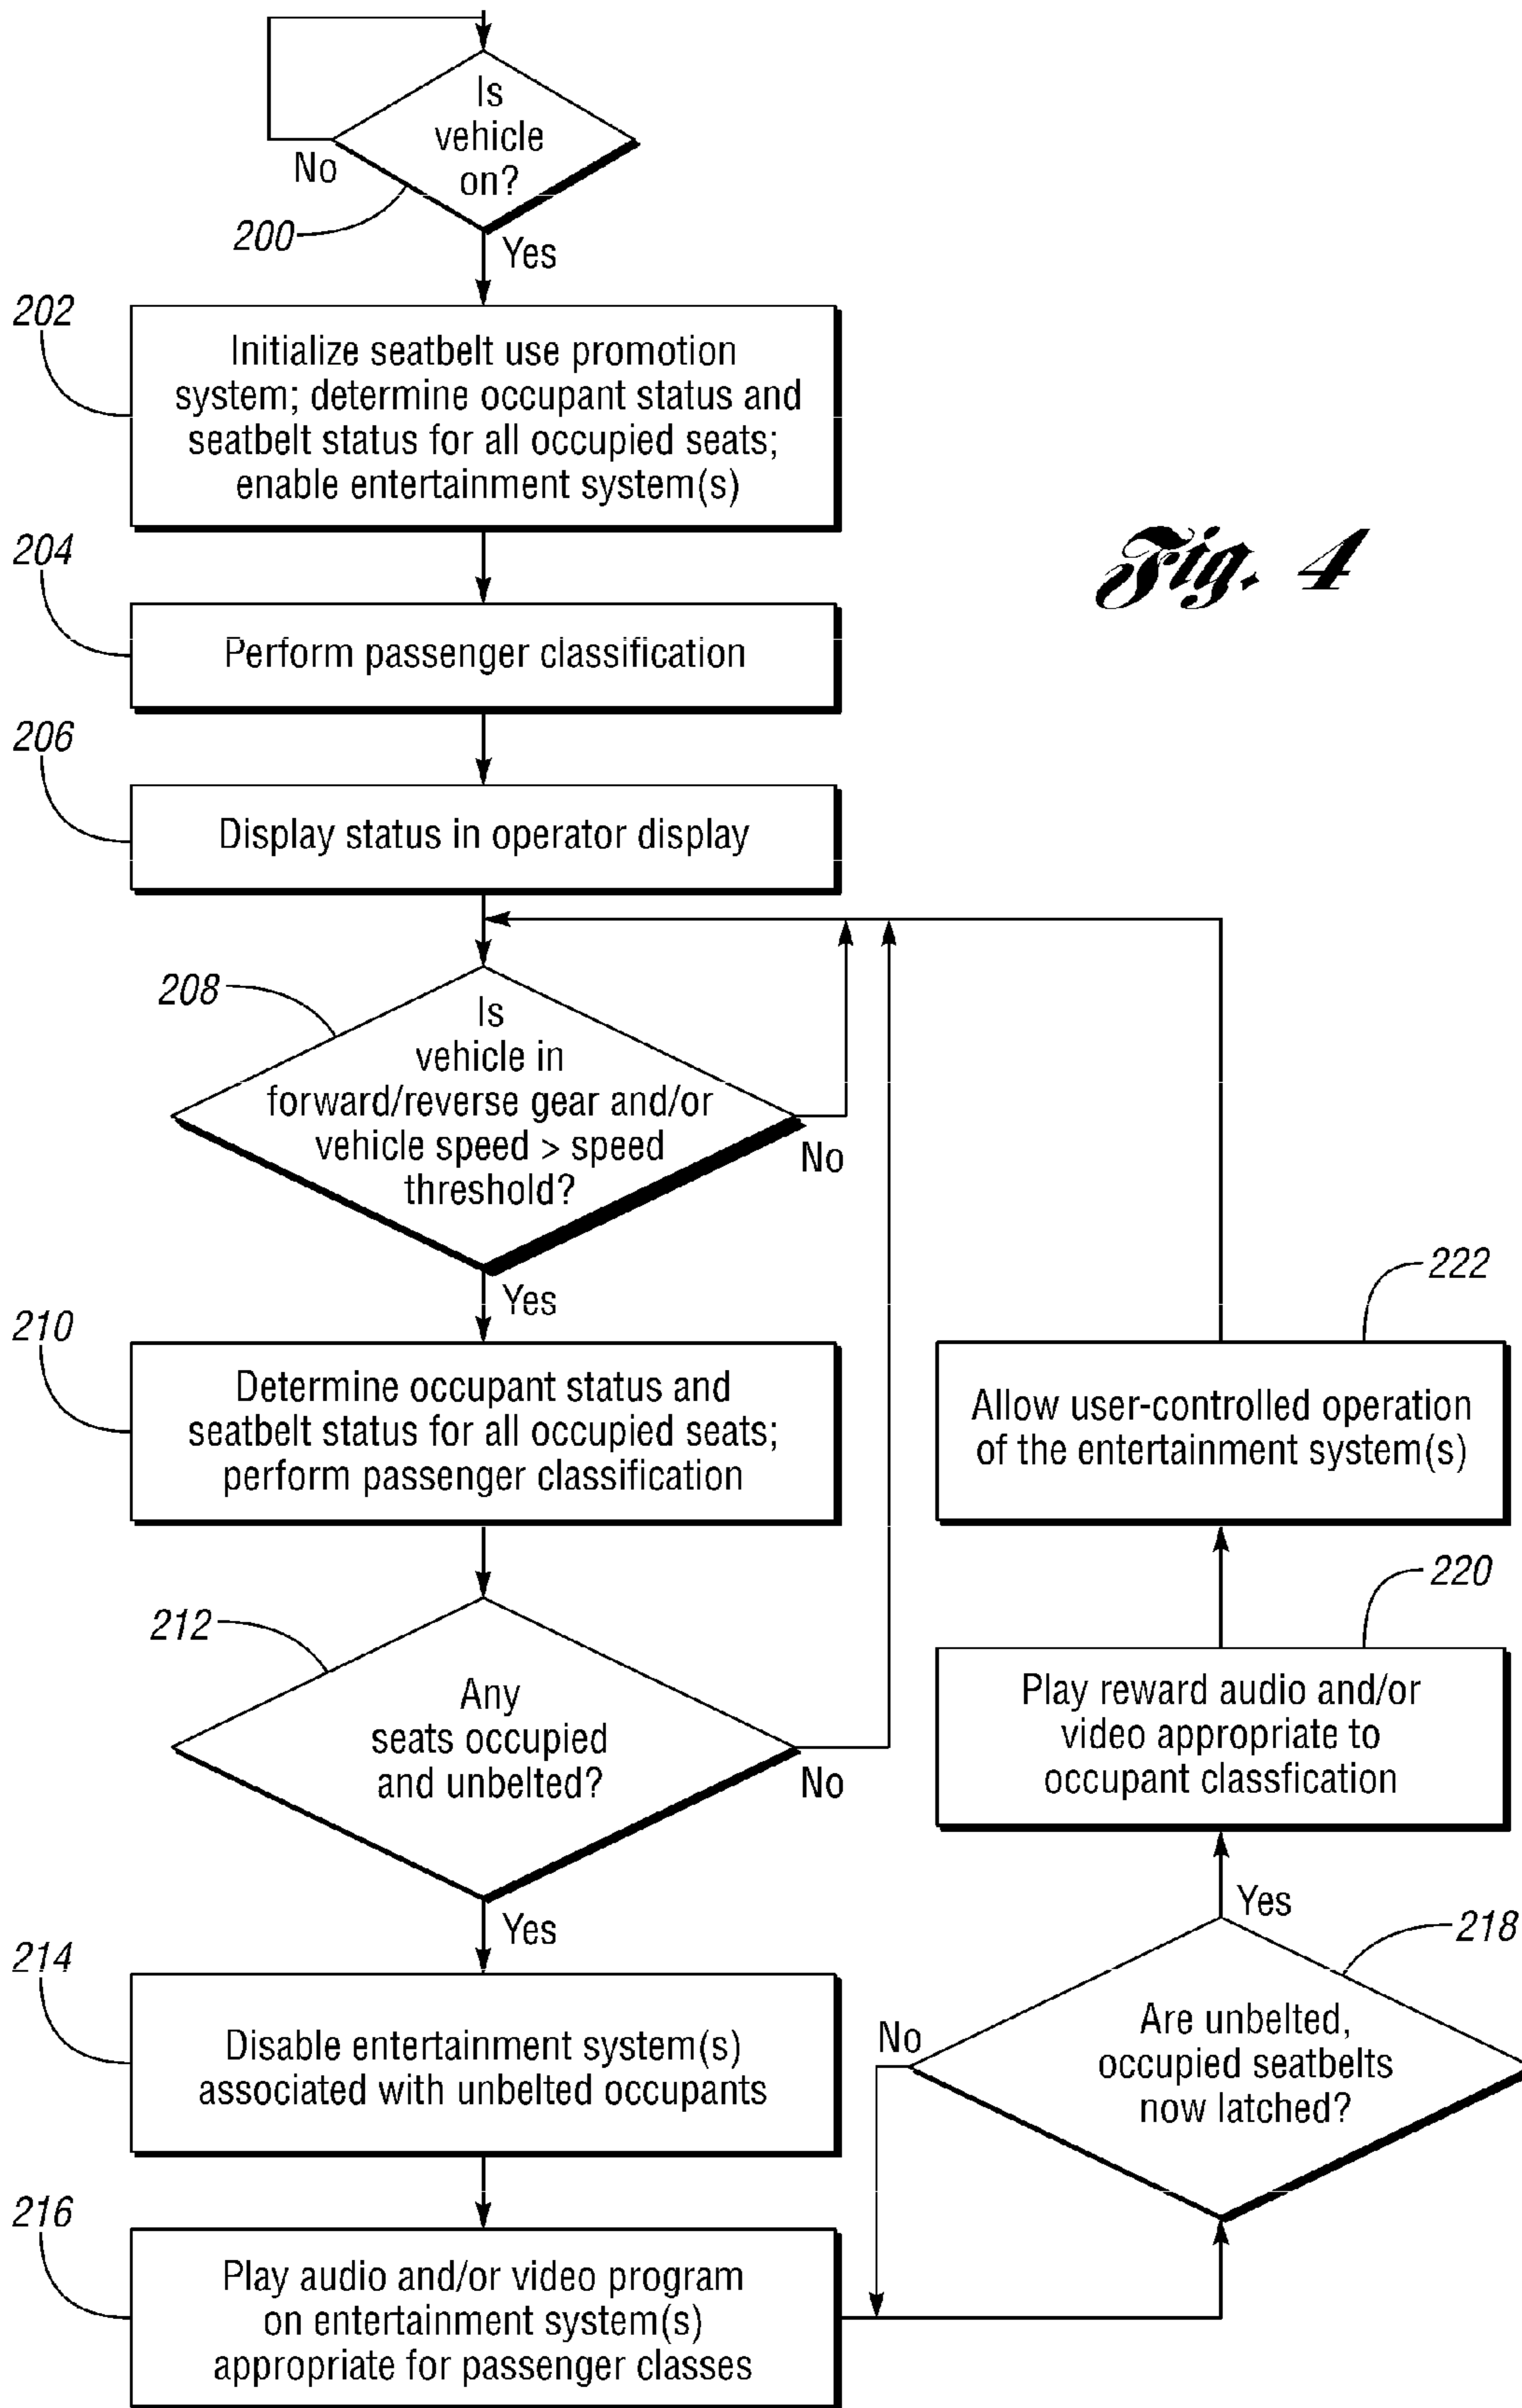 Is
vehicle
on?
No
200
Yes
202
Initialize seatbelt use promotion
system; determine occupant status and
seatbelt status for all occupied seats;
enable entertainment system(s)
Fig. 4
204
Perform passenger classification
206
Display status in operator display
208
Is
vehicle in
forward/reverse gear and/or
vehicle speed > speed
threshold?
No
Yes
210
Determine occupant status and
seatbelt status for all occupied seats;
perform passenger classification
212
Any
seats occupied
and unbelted?
No
Yes
214
Disable entertainment system(s)
associated with unbelted occupants
216
Play audio and/or video program
on entertainment system(s)
appropriate for passenger classes
218
Are unbelted,
occupied seatbelts
now latched?
No
Yes
220
Play reward audio and/or
video appropriate to
occupant classfication
222
Allow user-controlled operation
of the entertainment system(s)